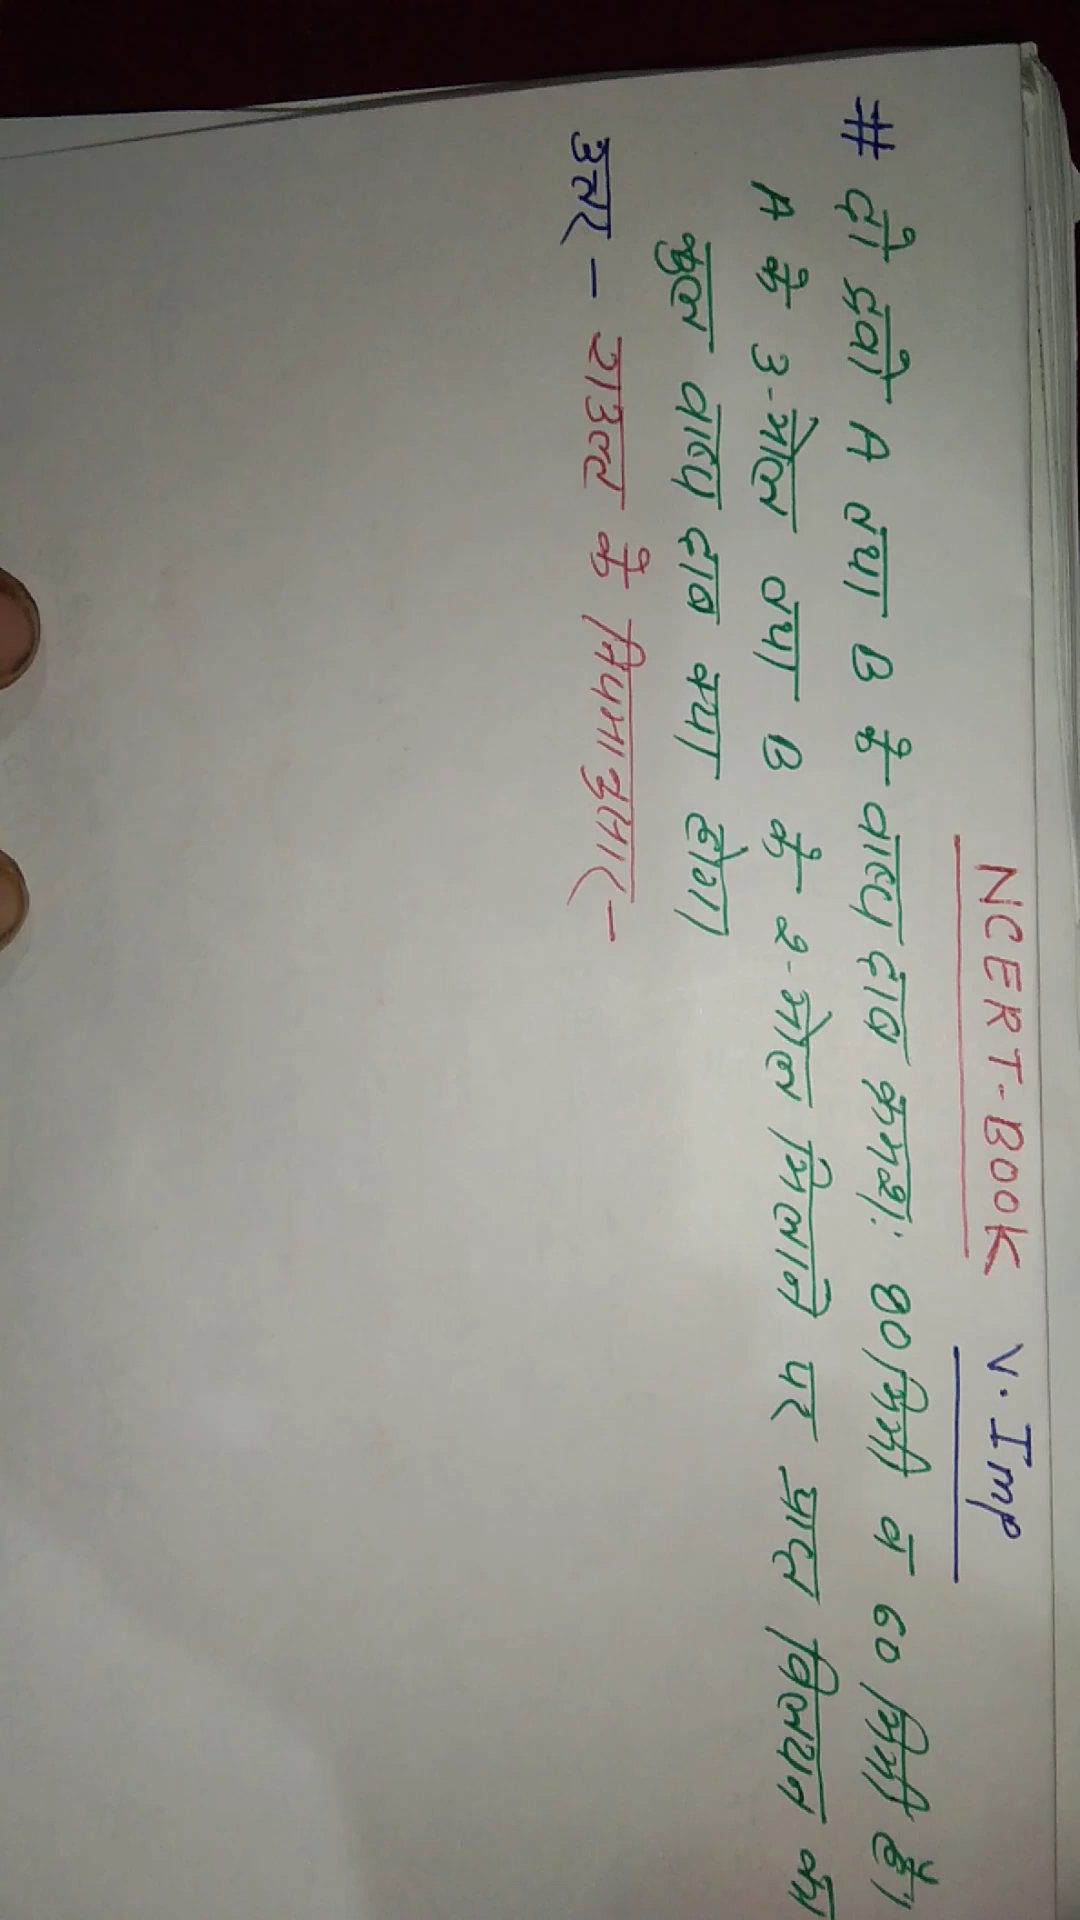 NCERT-BOOK V. Imp
# दो द्रवो A तथा B के वाष्प दाब क्रमश: 80 मिमी व 60 मिमी हैं।
A के 3-मोल तथा B के 2-मोल मिलाने पर प्राप्त विलयन का
कुल वाष्प दाब क्या होगा
उत्तर - राउल्ट के नियमानुसार -